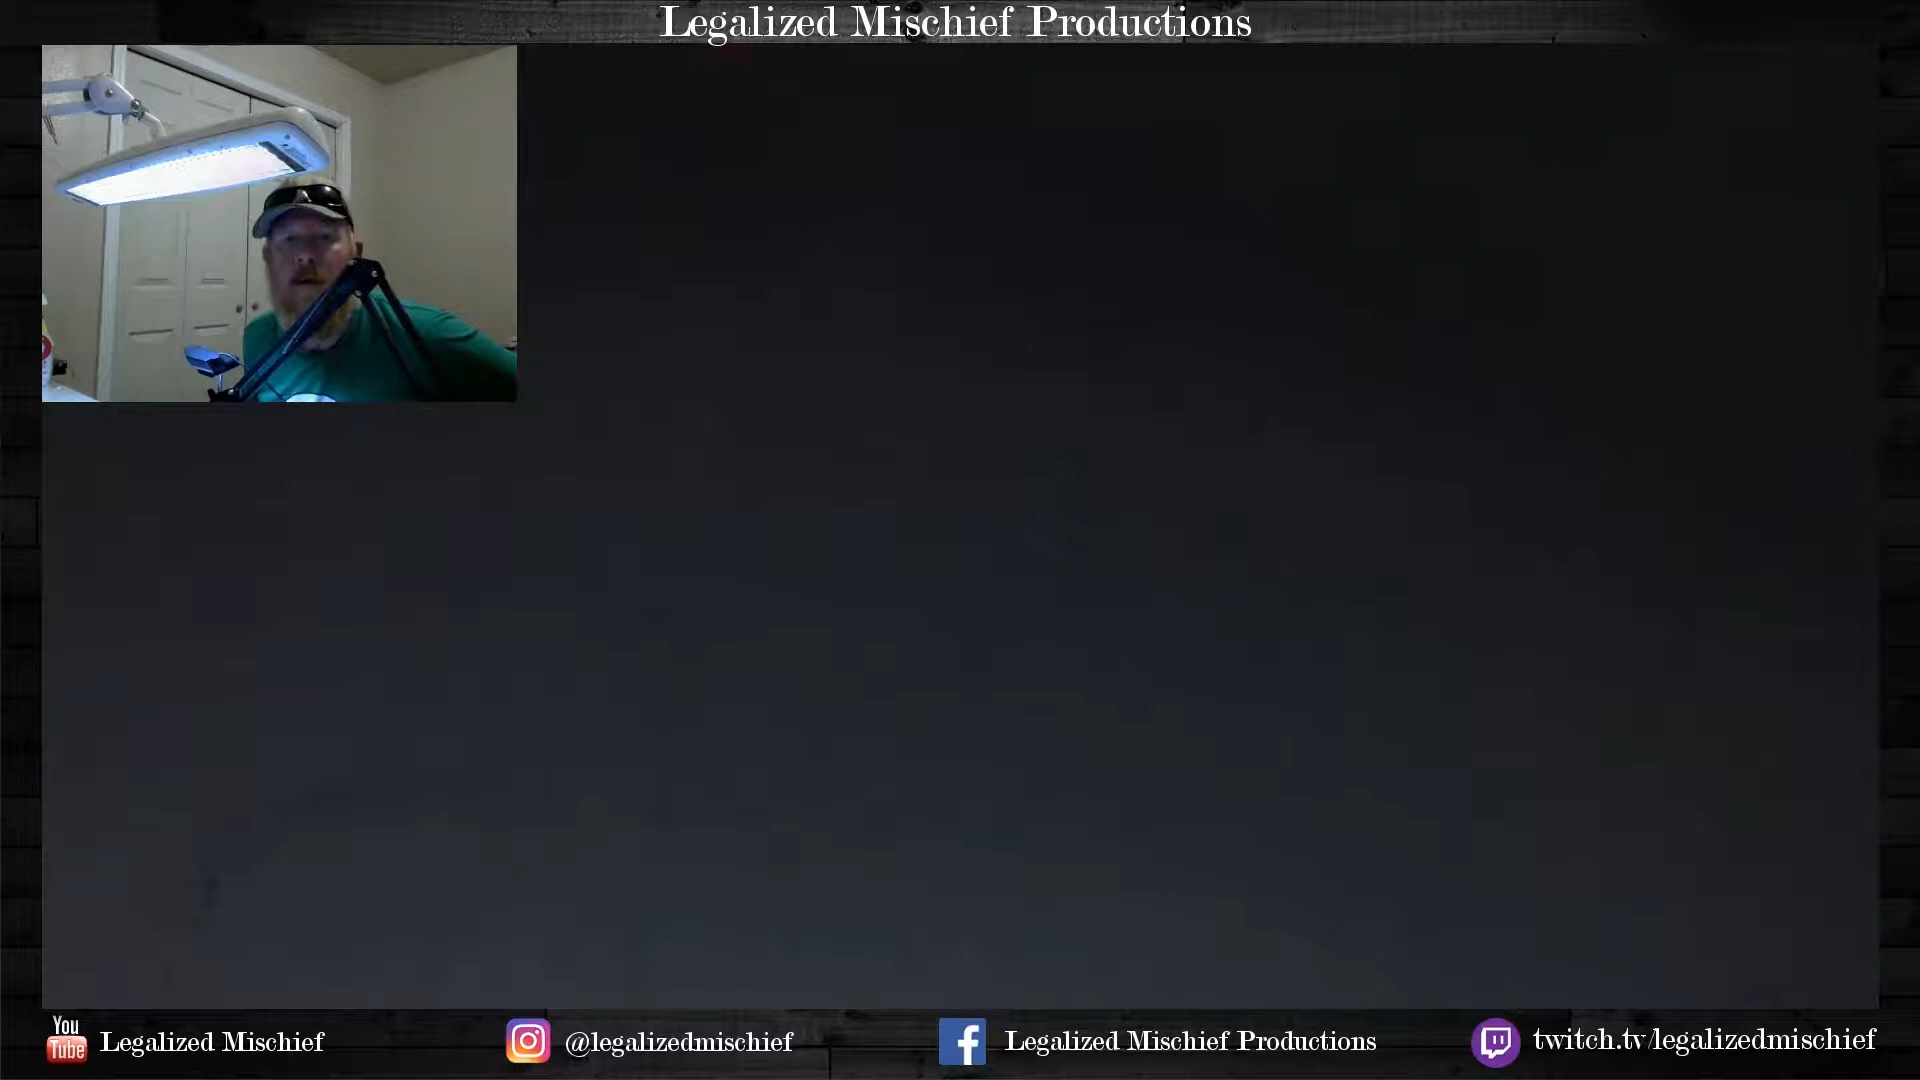 Legalized Mischief Productions
You
Tube
Legalized Mischief
@legalizedmischief
Legalized Mischief Productions
twitch.tv/legalizedmischief